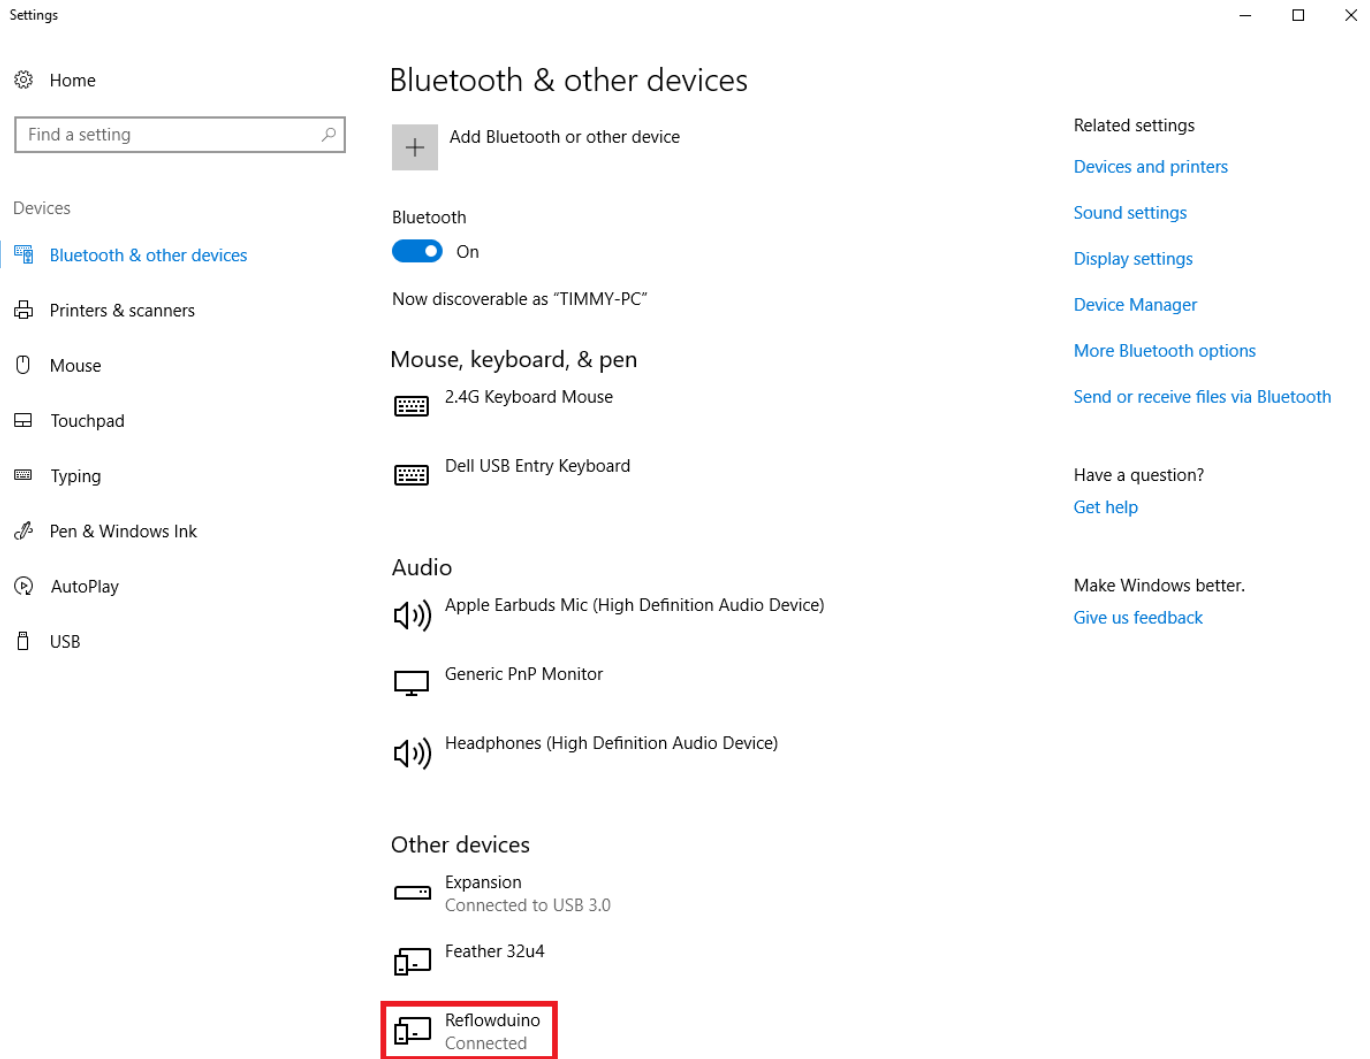 Settings
Home
Find a setting
Devices
Bluetooth & other devices
Printers & scanners
Mouse
Touchpad
Typing
Pen & Windows Ink
AutoPlay
USB
Bluetooth & other devices
Add Bluetooth or other device
Bluetooth
On
Now discoverable as “TIMMY-PC”
Mouse, keyboard, & pen
2.4G Keyboard Mouse
Dell USB Entry Keyboard
Audio
Apple Earbuds Mic (High Definition Audio Device)
Generic PnP Monitor
Headphones (High Definition Audio Device)
Other devices
Expansion
Connected to USB 3.0
Feather 32u4
Reflowduino
Connected
Related settings
Devices and printers
Sound settings
Display settings
Device Manager
More Bluetooth options
Send or receive files via Bluetooth
Have a question?
Get help
Make Windows better.
Give us feedback